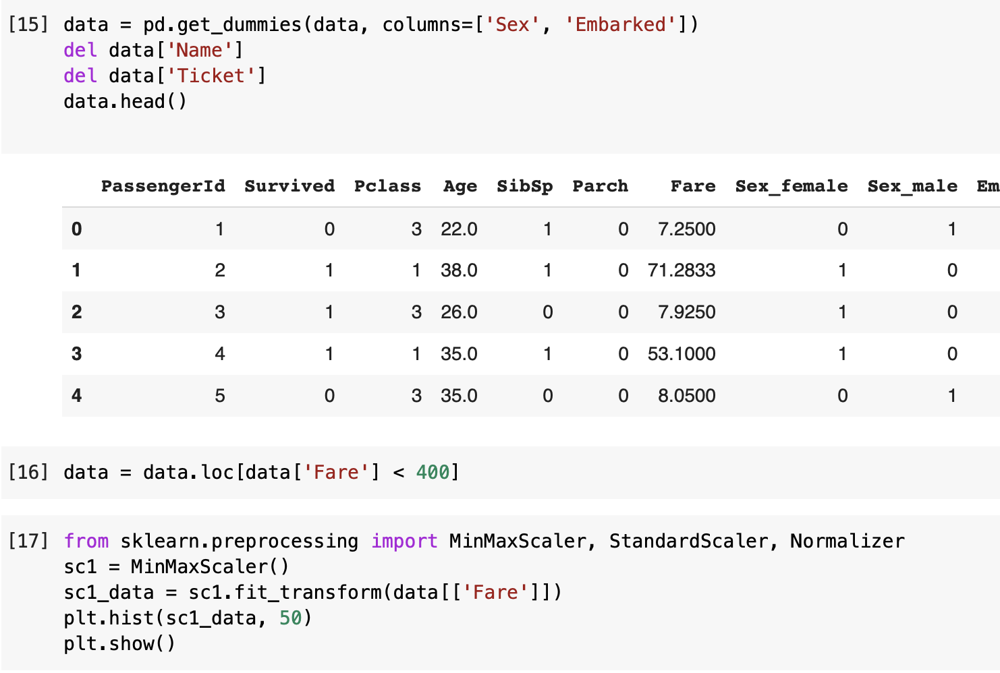 [15] data = pd.get_dummies(data, columns=['Sex', 'Embarked'])
del data['Name']
del data['Ticket']
data.head()
PassengerId Survived Pclass Age SibSp Parch Fare Sex_female Sex_male Em
0 1 0 3 22.0 1 0 7.2500 0 1
1 2 1 1 38.0 1 0 71.2833 1 0
2 3 1 3 26.0 0 0 7.9250 1 0
3 4 1 1 35.0 1 0 53.1000 1 0
4 5 0 3 35.0 0 0 8.0500 0 1
[16] data = data.loc[data['Fare'] < 400]
[17] from sklearn.preprocessing import MinMaxScaler, StandardScaler, Normalizer
sc1 = MinMaxScaler()
sc1_data = sc1.fit_transform(data[['Fare']])
plt.hist(sc1_data, 50)
plt.show()